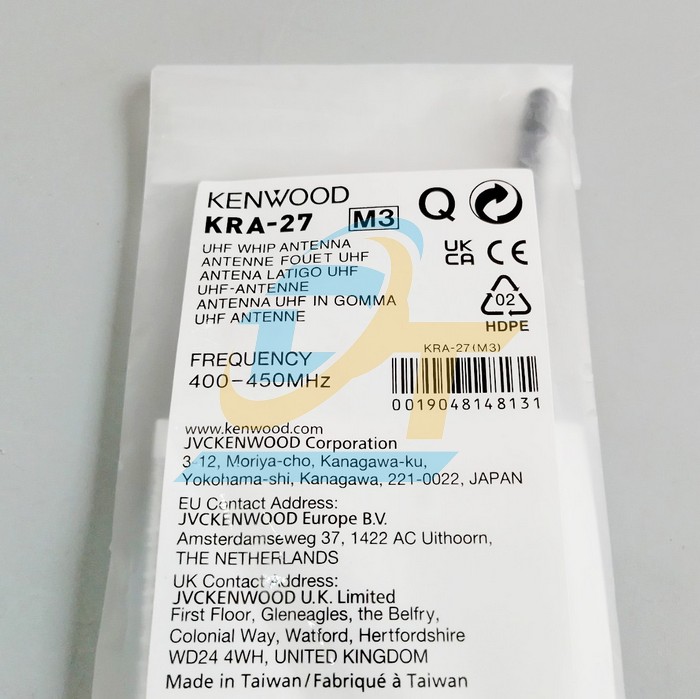 KENWOOD
KRA-27 M3
Q
UHF WHIP ANTENNA
ANTENNE FOUET UHF
ANTENA LATIGO UHF
UHF-ANTENNE
ANTENNA UHF IN GOMMA
UHF ANTENNE
UK
CA CE
02
HDPE
FREQUENCY
400-450MHz
KRA-27(M3)
0019048148131
www.kenwood.com
JVCKENWOOD Corporation
3-12, Moriya-cho, Kanagawa-ku,
Yokohama-shi, Kanagawa, 221-0022, JAPAN
EU Contact Address:
JVCKENWOOD Europe B.V.
Amsterdamseweg 37, 1422 AC Uithoorn,
THE NETHERLANDS
UK Contact Address:
JVCKENWOOD U.K. Limited
First Floor, Gleneagles, the Belfry,
Colonial Way, Watford, Hertfordshire
WD24 4WH, UNITED KINGDOM
Made in Taiwan/Fabriqué à Taiwan